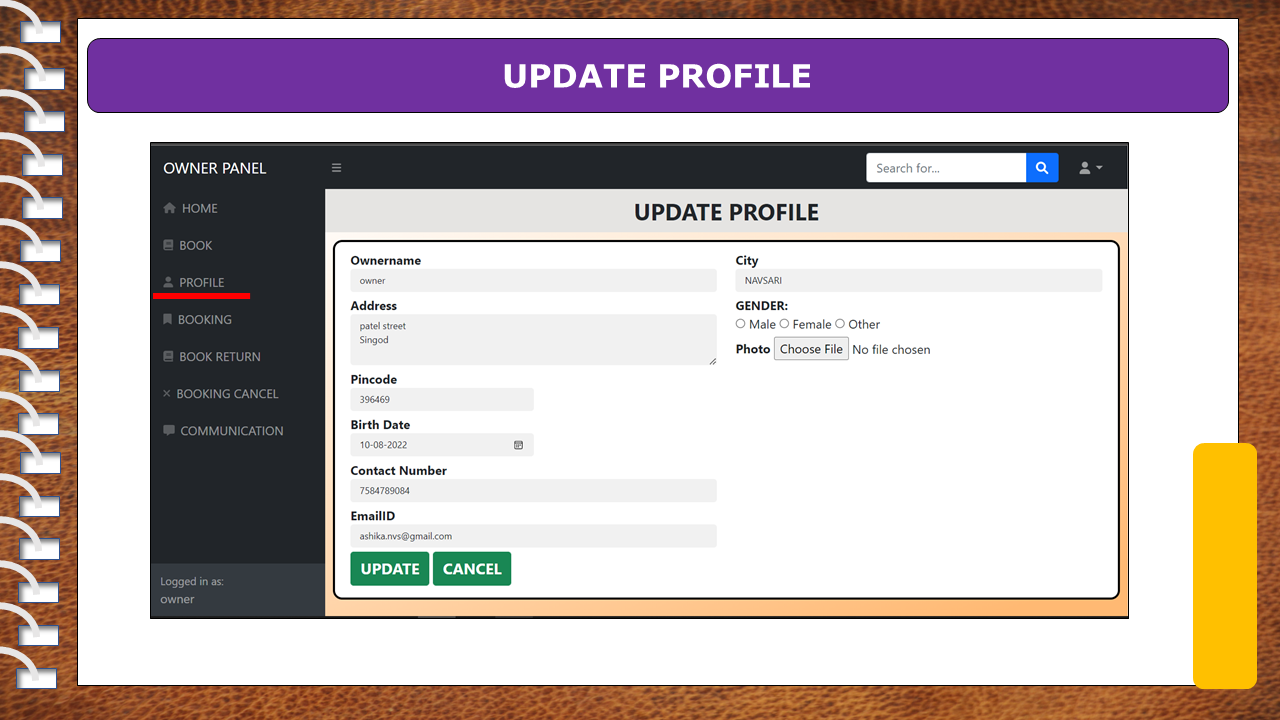 UPDATE PROFILE
OWNER PANEL
Search for...
HOME
BOOK
PROFILE
BOOKING
BOOK RETURN
BOOKING CANCEL
COMMUNICATION
Logged in as:
owner
UPDATE PROFILE
Ownername
owner
Address
patel street
Singod
Pincode
396469
Birth Date
10-08-2022
Contact Number
7584789084
EmailID
ashika.nvs@gmail.com
UPDATE CANCEL
City
NAVSARI
GENDER:
Male Female Other
Photo Choose File No file chosen